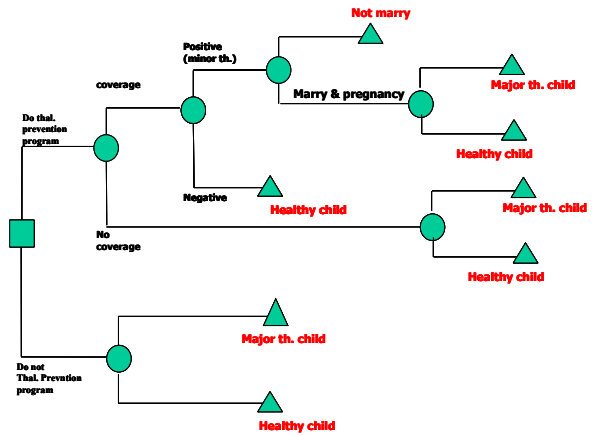 Not marry
Positive
(minor th.)
coverage
Marry & pregnancy
Major th. child
Do thal.
prevention
program
Healthy child
Negative
Healthy child
Major th. child
No
coverage
Healthy child
Major th. child
Do not
Thal. Prevntion
program
Healthy child